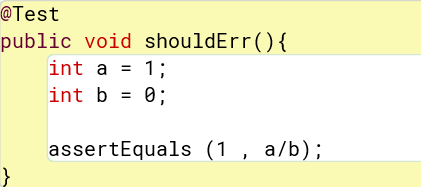 @Test
public void shouldErr(){
int a = 1;
int b = 0;
assertEquals (1 , a/b);
}